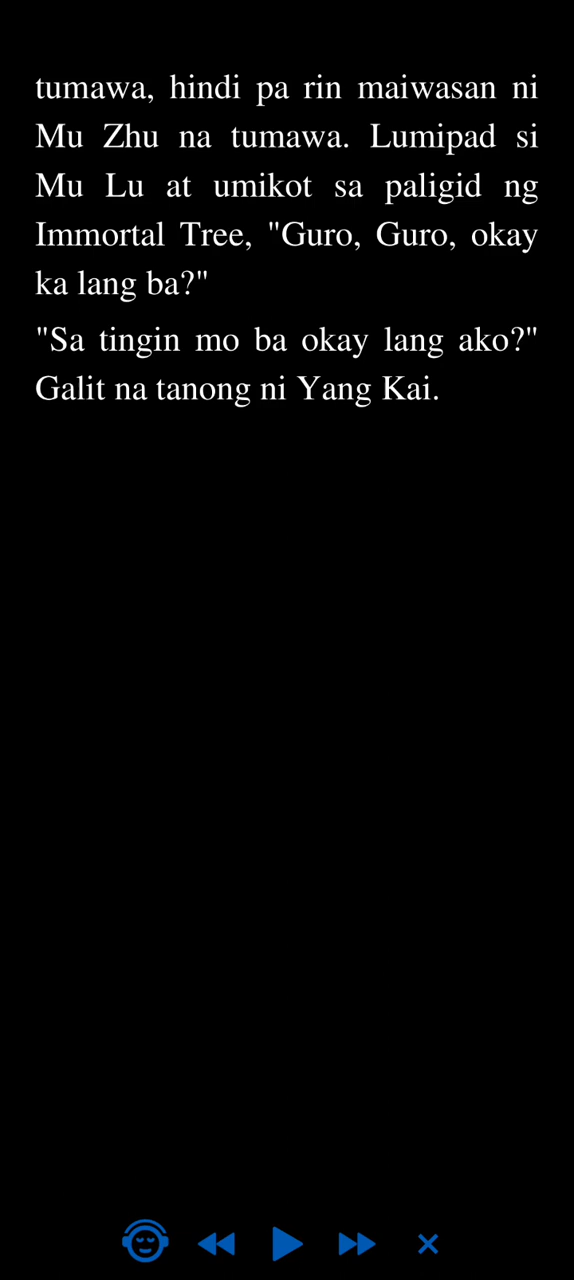 tumawa, hindi pa rin maiwasan ni
Mu Zhu na tumawa. Lumipad si
Mu Lu at umikot sa paligid ng
Immortal Tree, "Guro, Guro, okay
ka lang ba?"
"Sa tingin mo ba okay lang ako?"
Galit na tanong ni Yang Kai.